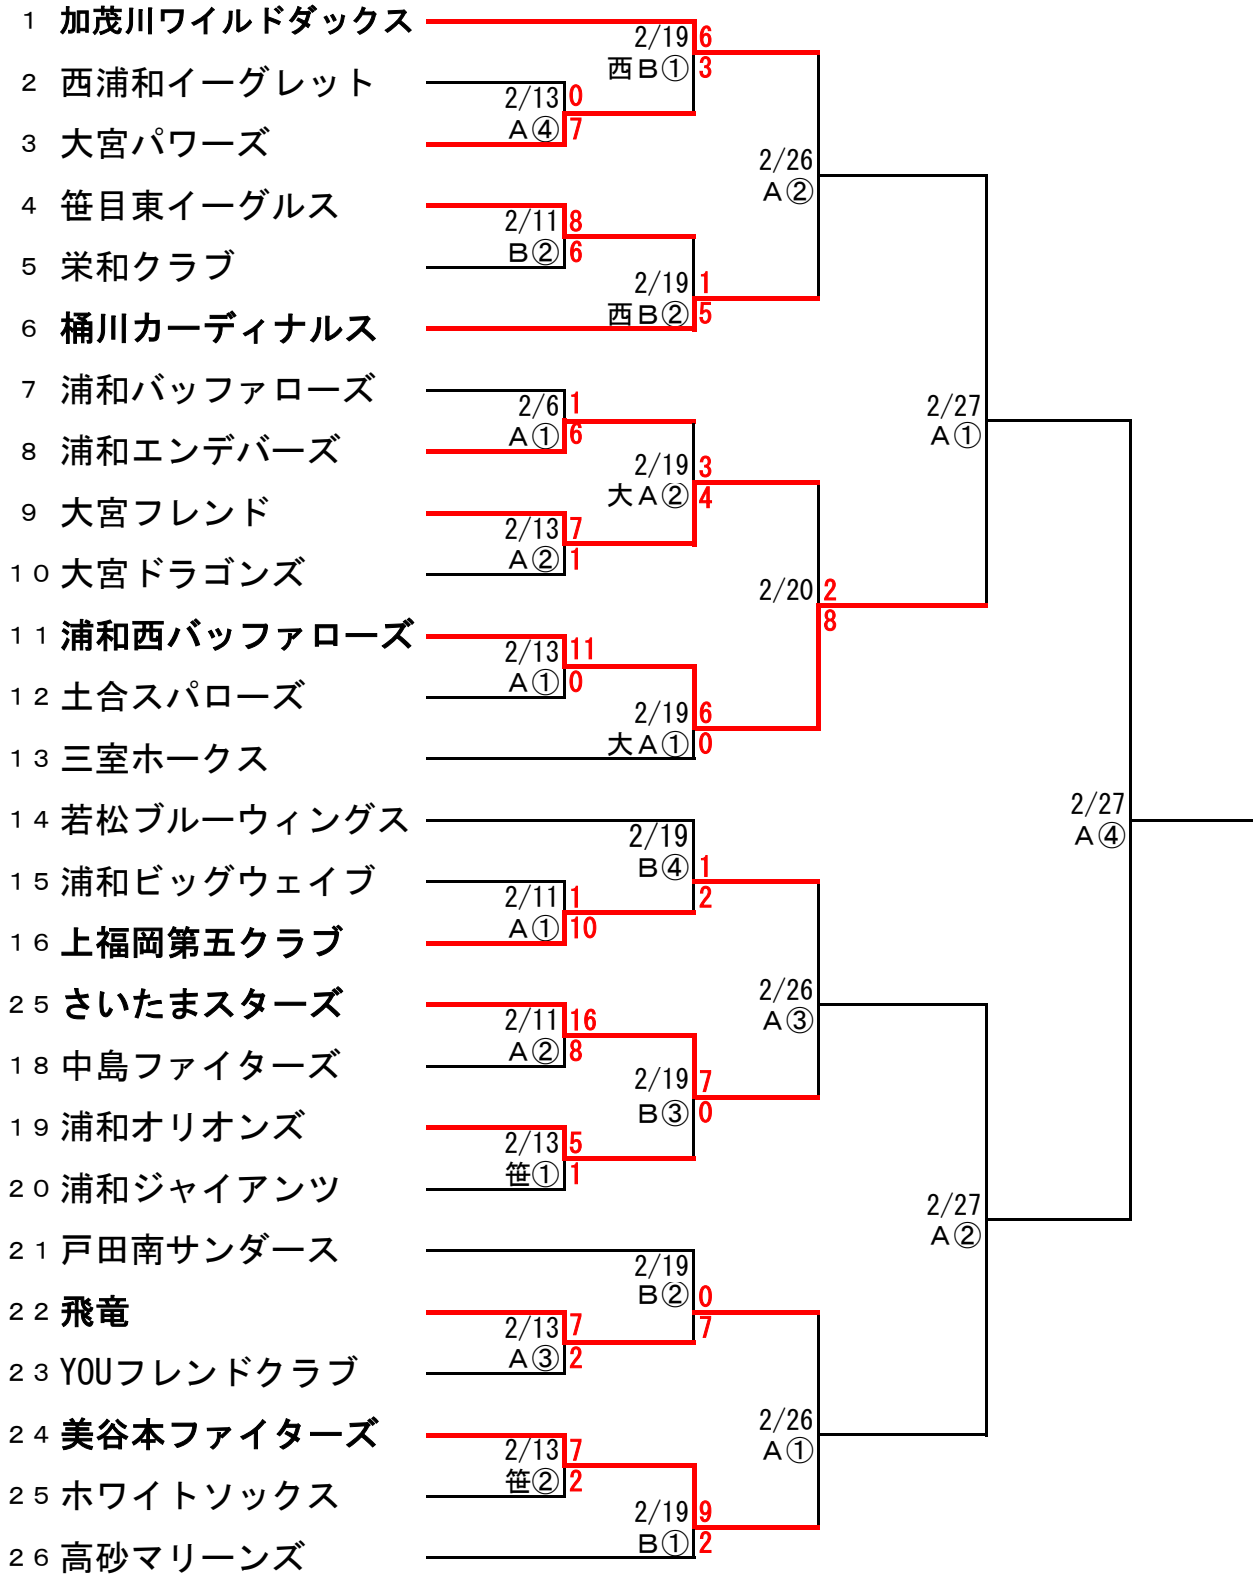 1 加茂川ワイルドダックス
2/19 6
西B① 3
2 西浦和イーグレット
2/13 0
A④ 7
3 大宮パワーズ
2/26
A②
4 笹目東イーグルス
2/11 8
B② 6
5 栄和クラブ
2/19 1
西B② 5
6 桶川カーディナルス
7 浦和バッファローズ
2/6 1
A① 6
2/27
A①
8 浦和エンデバーズ
2/19 3
大A② 4
9 大宮フレンド
2/13 7
A② 1
10 大宮ドラゴンズ
2/20 2
8
11 浦和西バッファローズ
2/13 11
A① 0
12 土合スパローズ
2/19 6
大A① 0
13 三室ホークス
2/27
A④
14 若松ブルーウィングス
2/19
B④ 1
2
15 浦和ビッグウェイブ
2/11 1
A① 10
16 上福岡第五クラブ
2/26
A③
25 さいたまスターズ
2/11 16
A② 8
18 中島ファイターズ
2/19 7
B③ 0
19 浦和オリオンズ
2/13 5
笹① 1
20 浦和ジャイアンツ
2/27
A②
21 戸田南サンダース
2/19
B② 0
7
22 飛竜
2/13 7
A③ 2
23 YOUフレンドクラブ
2/26
A①
24 美谷本ファイターズ
2/13 7
笹② 2
25 ホワイトソックス
2/19 9
B① 2
26 高砂マリーンズ